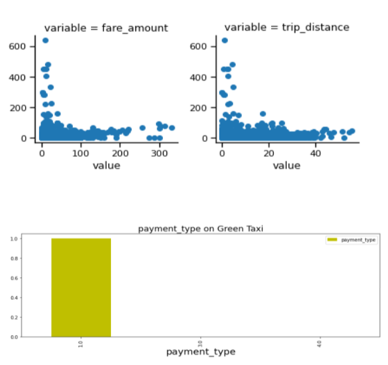 variable = fare_amount
variable = trip_distance
600
400
200
0
600
400
200
0
0 100 200 300
0 20 40
value
value
payment_type on Green Taxi
1.0
0.8
0.6
0.4
0.2
0.0
payment_type
1.0
3.0
4.0
payment_type